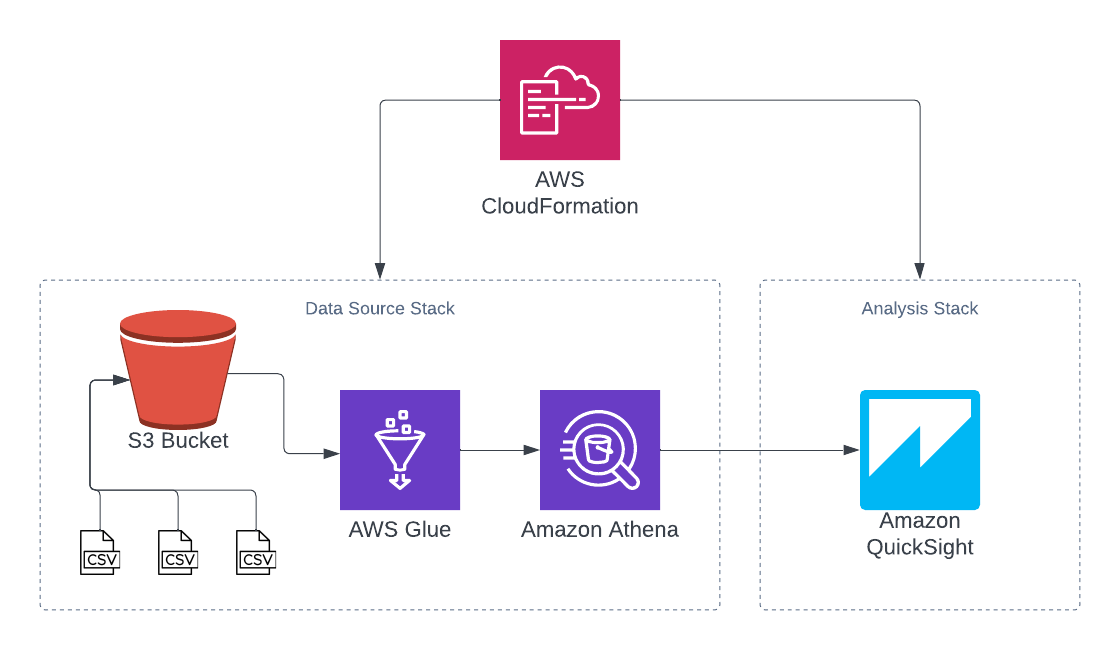 AWS
CloudFormation
Data Source Stack
Analysis Stack
S3 Bucket
AWS Glue
Amazon Athena
Amazon
QuickSight
CSV
CSV
CSV